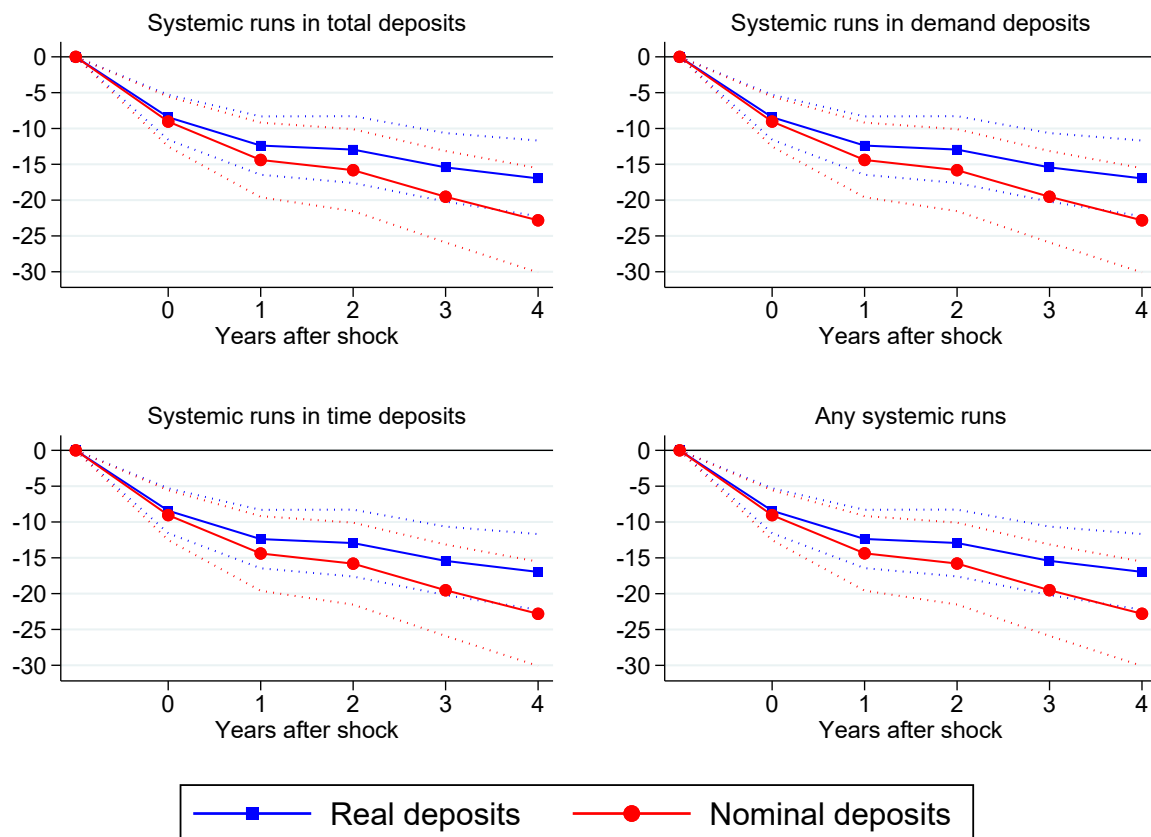 Systemic runs in total deposits
0
-5
-10
-15
-20
-25
-30
0 1 2 3 4
Years after shock
Systemic runs in demand deposits
0
-5
-10
-15
-20
-25
-30
0 1 2 3 4
Years after shock
Systemic runs in time deposits
0
-5
-10
-15
-20
-25
-30
0 1 2 3 4
Years after shock
Any systemic runs
0
-5
-10
-15
-20
-25
-30
0 1 2 3 4
Years after shock
Real deposits Nominal deposits